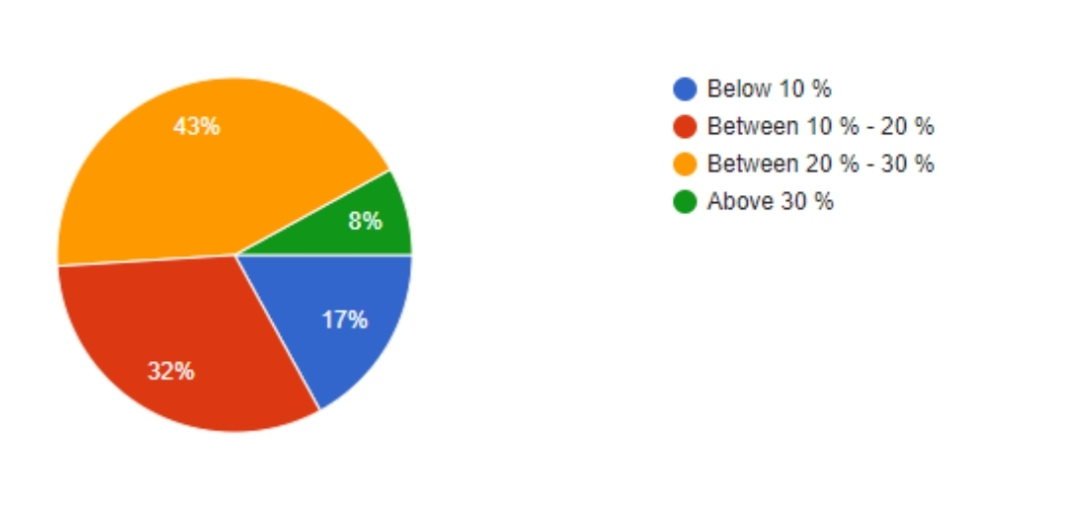 Below 10 %
Between 10 % - 20 %
Between 20 % - 30 %
Above 30 %
43%
8%
17%
32%